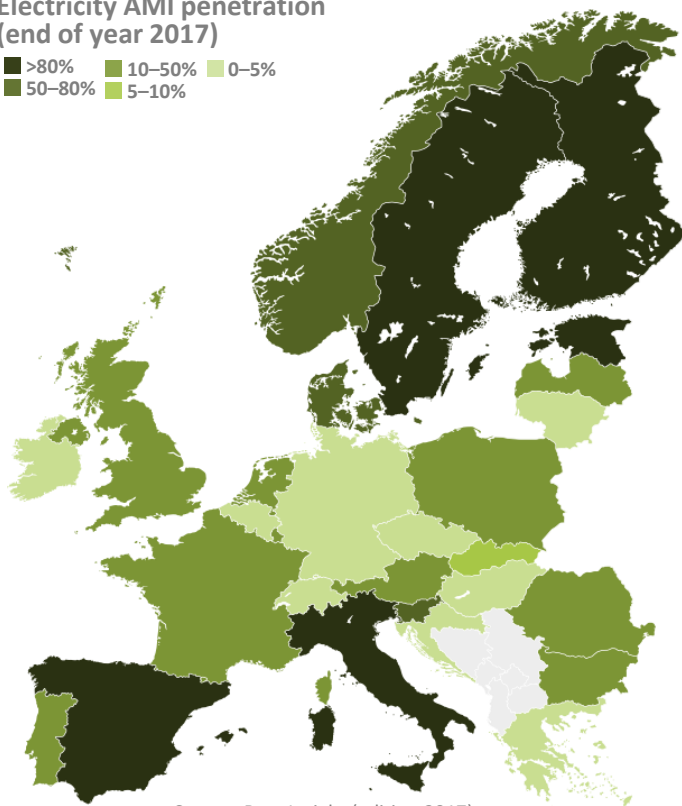 Electricity AMI penetration
(end of year 2017)
>80% 10–50% 0–5%
50–80% 5–10%